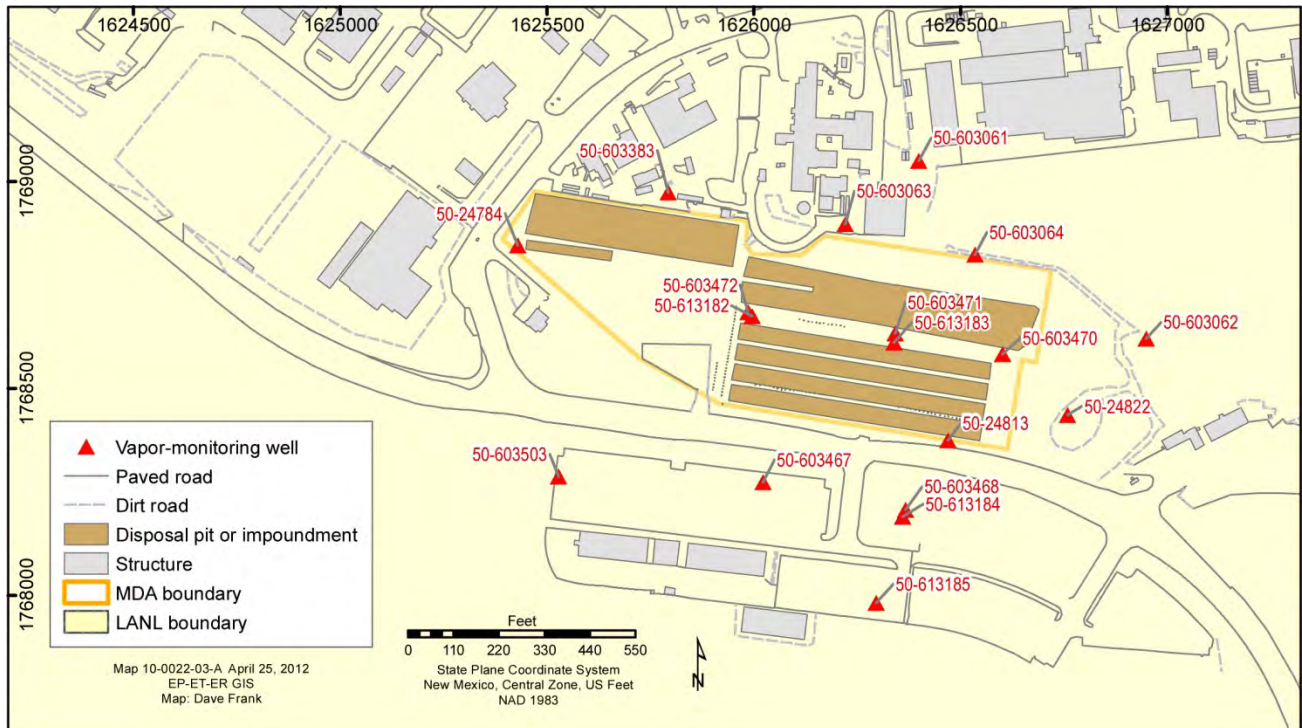 1624500 1625000 1625500 1626000 1626500 1627000
1769000
1768500
1768000
50-603061
50-603383
50-603063
50-24784
50-603064
50-603472
50-613182
50-603471
50-613183
50-603062
50-603470
50-24822
50-24813
50-603503
50-603467
50-603468
50-613184
50-613185
Vapor-monitoring well
Paved road
Dirt road
Disposal pit or impoundment
Structure
MDA boundary
LANL boundary
Map 10-0022-03-A April 25, 2012
EP-ET-ER GIS
Map: Dave Frank
Feet
0 110 220 330 440 550
State Plane Coordinate System
New Mexico, Central Zone, US Feet
NAD 1983
N